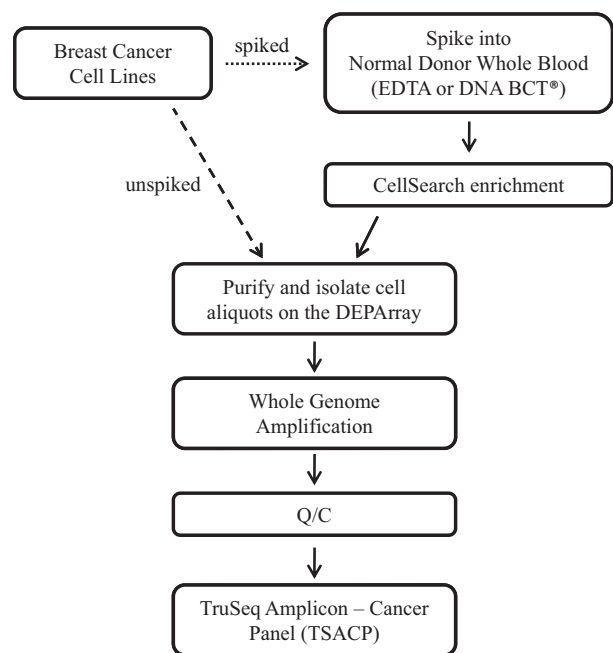 Breast Cancer
Cell Lines
spiked
Spike into
Normal Donor Whole Blood
(EDTA or DNA BCT®)
unspiked
CellSearch enrichment
Purify and isolate cell
aliquots on the DEPArray
Whole Genome
Amplification
Q/C
TruSeq Amplicon – Cancer
Panel (TSACP)